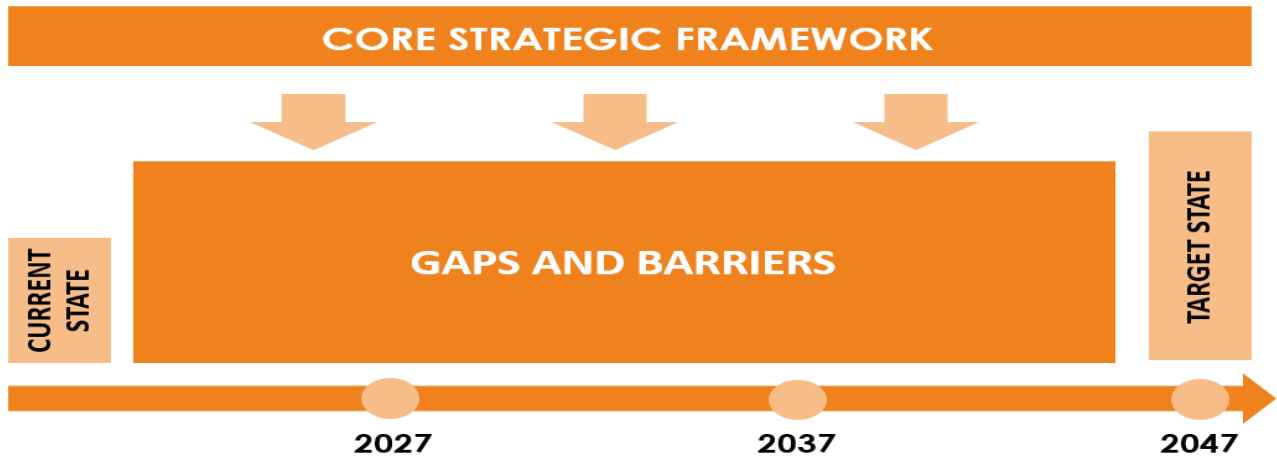 CORE STRATEGIC FRAMEWORK
CURRENT
STATE
GAPS AND BARRIERS
TARGET STATE
2027
2037
2047